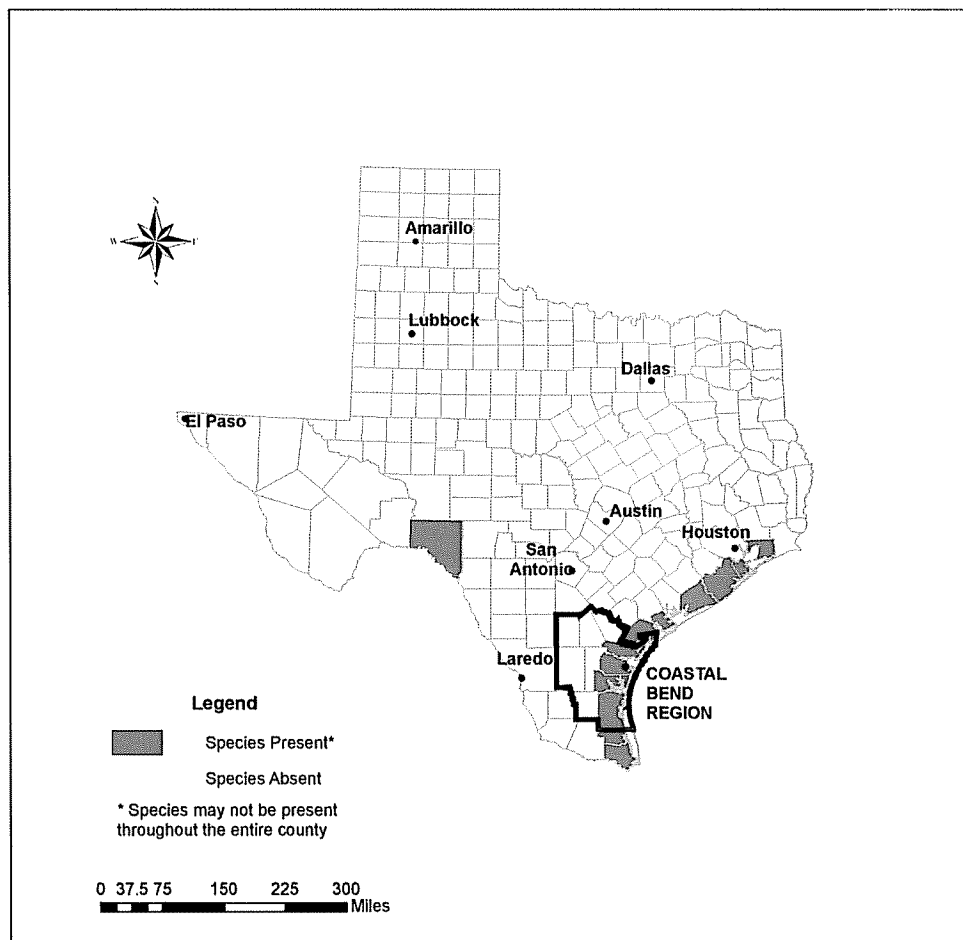 N
W
S
Amarillo
Lubbock
Dallas
El Paso
Austin
Houston
San
Antonio
Laredo
COASTAL
BEND
REGION
Legend
Species Present*
Species Absent
* Species may not be present
throughout the entire county
0 37.5 75 150 225 300
Miles